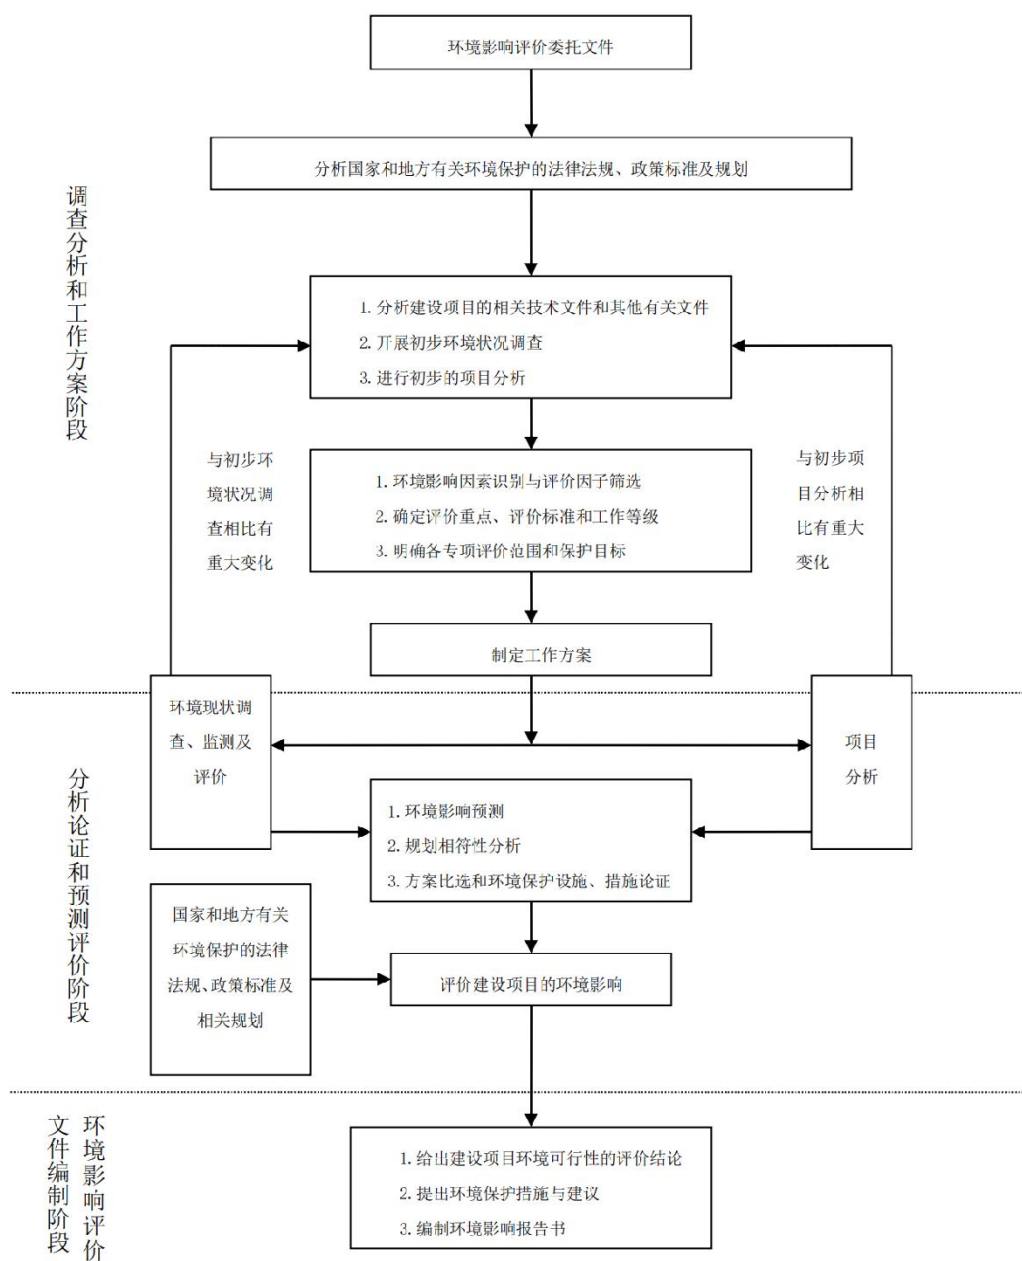 环境影响评价委托文件
分析国家和地方有关环境保护的法律法规、政策标准及规划
调查分析和工作方案阶段
1. 分析建设项目的相关技术文件和其他有关文件
2. 开展初步环境状况调查
3. 进行初步的项目分析
与初步环
境状况调
查相比有
重大变化
与初步项
目分析相
比有重大
变化
1. 环境影响因素识别与评价因子筛选
2. 确定评价重点、评价标准和工作等级
3. 明确各专项评价范围和保护目标
制定工作方案
环境现状调
查、监测及
评价
项目
分析
分析论证和预测评价阶段
1. 环境影响预测
2. 规划相符性分析
3. 方案比选和环境保护设施、措施论证
国家和地方有关
环境保护的法律
法规、政策标准及
相关规划
评价建设项目的环境影响
环境影响评价
文件编制阶段
1. 给出建设项目环境可行性的评价结论
2. 提出环境保护措施与建议
3. 编制环境影响报告书